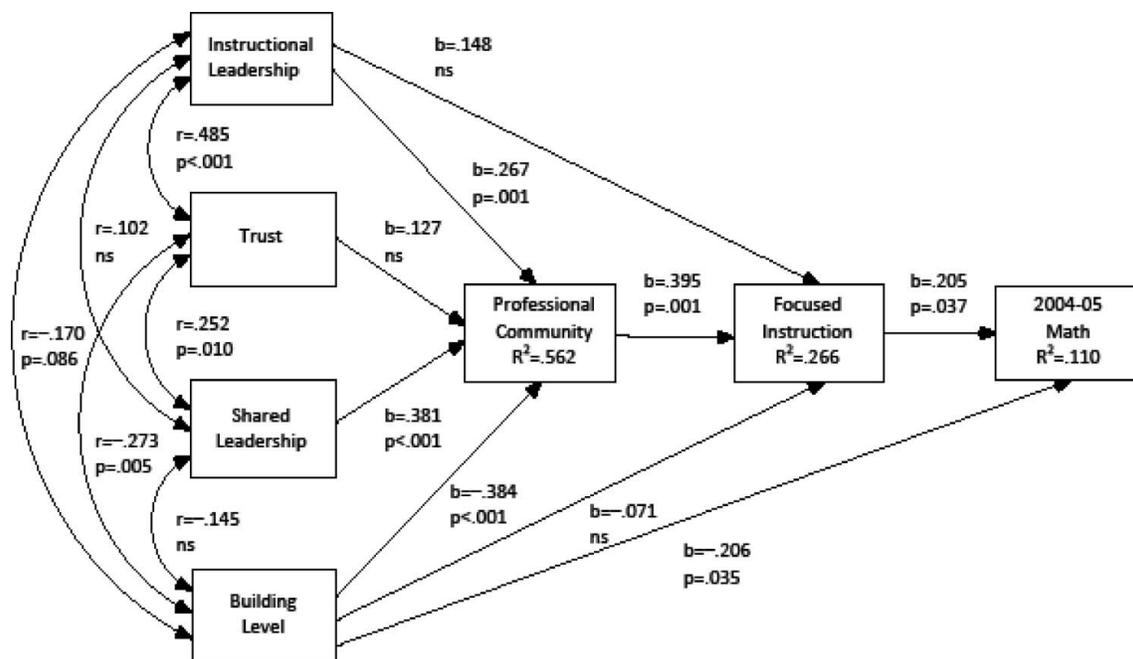 Instructional
Leadership
b=.148
ns
r=.485
p<.001
b=.267
p=.001
Trust
r=.102
ns
b=.127
ns
Professional
Community
R²=.562
b=.395
p=.001
Focused
Instruction
R²=.266
b=.205
p=.037
2004-05
Math
R²=.110
r=−.170
p=.086
r=.252
p=.010
Shared
Leadership
b=.381
p<.001
r=−.273
p=.005
b=−.384
p<.001
r=−.145
ns
b=−.071
ns
b=−.206
p=.035
Building
Level